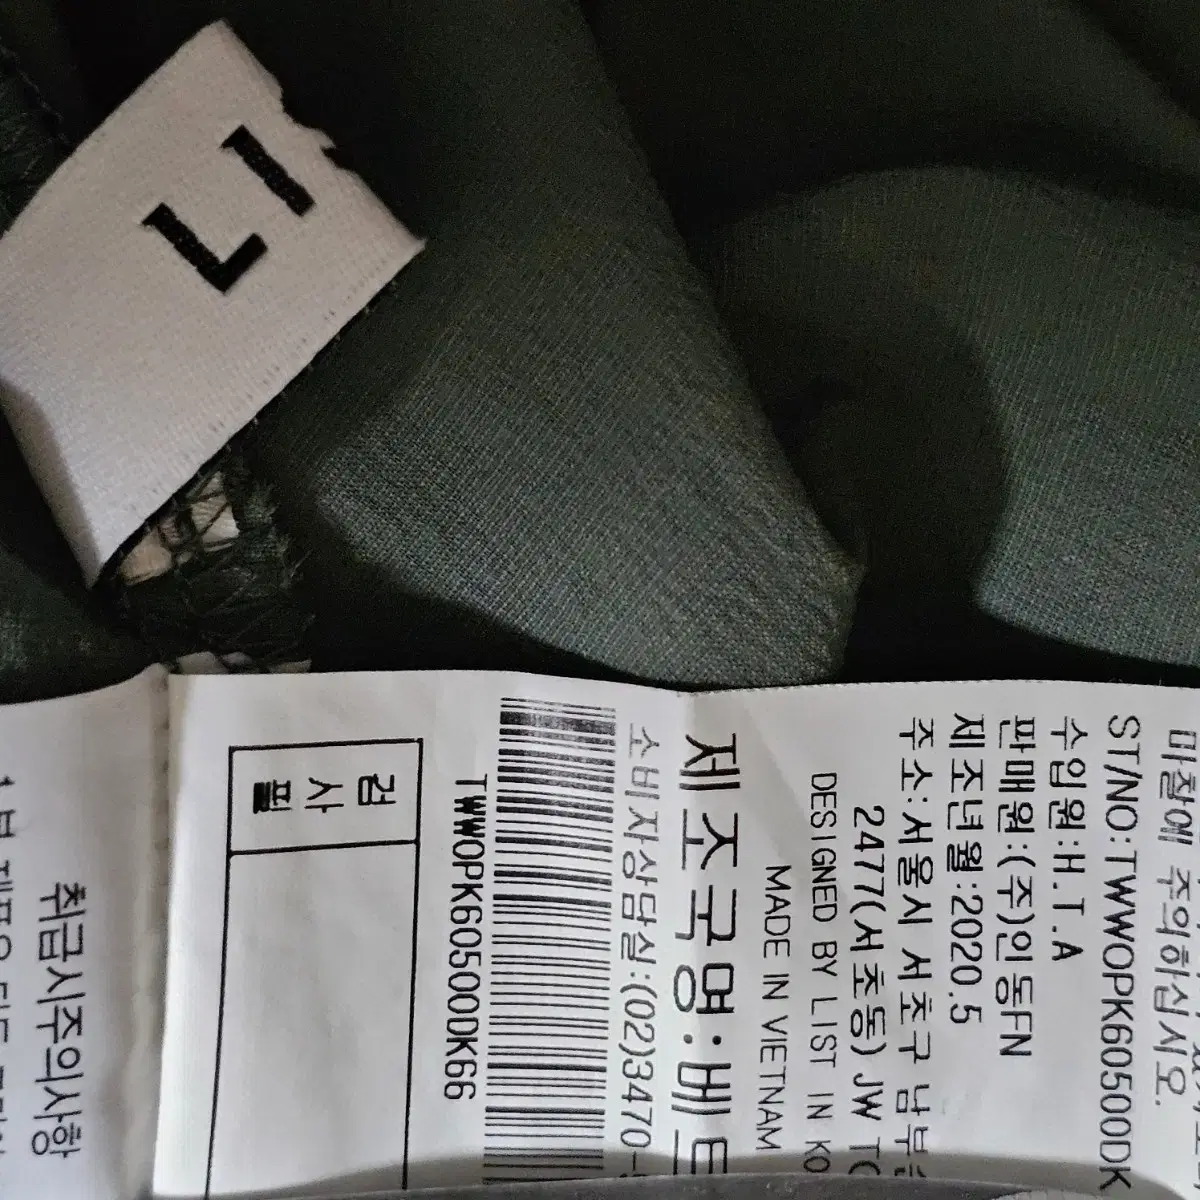 LI
마찰에 주의하십시오.
ST/NO:TWWOPK60500DK
수입원:H.T.A
판매원:(주)인동FN
제조년월:2020.5
주소:서울시 서초구 남부
2477(서초동) JW
DESIGNED BY LIST IN KO
MADE IN VIETNAM
제조국명:베트
소비자상담실:(02)3470-
TWWOPK60500DK66
검사필
취급시주의사항